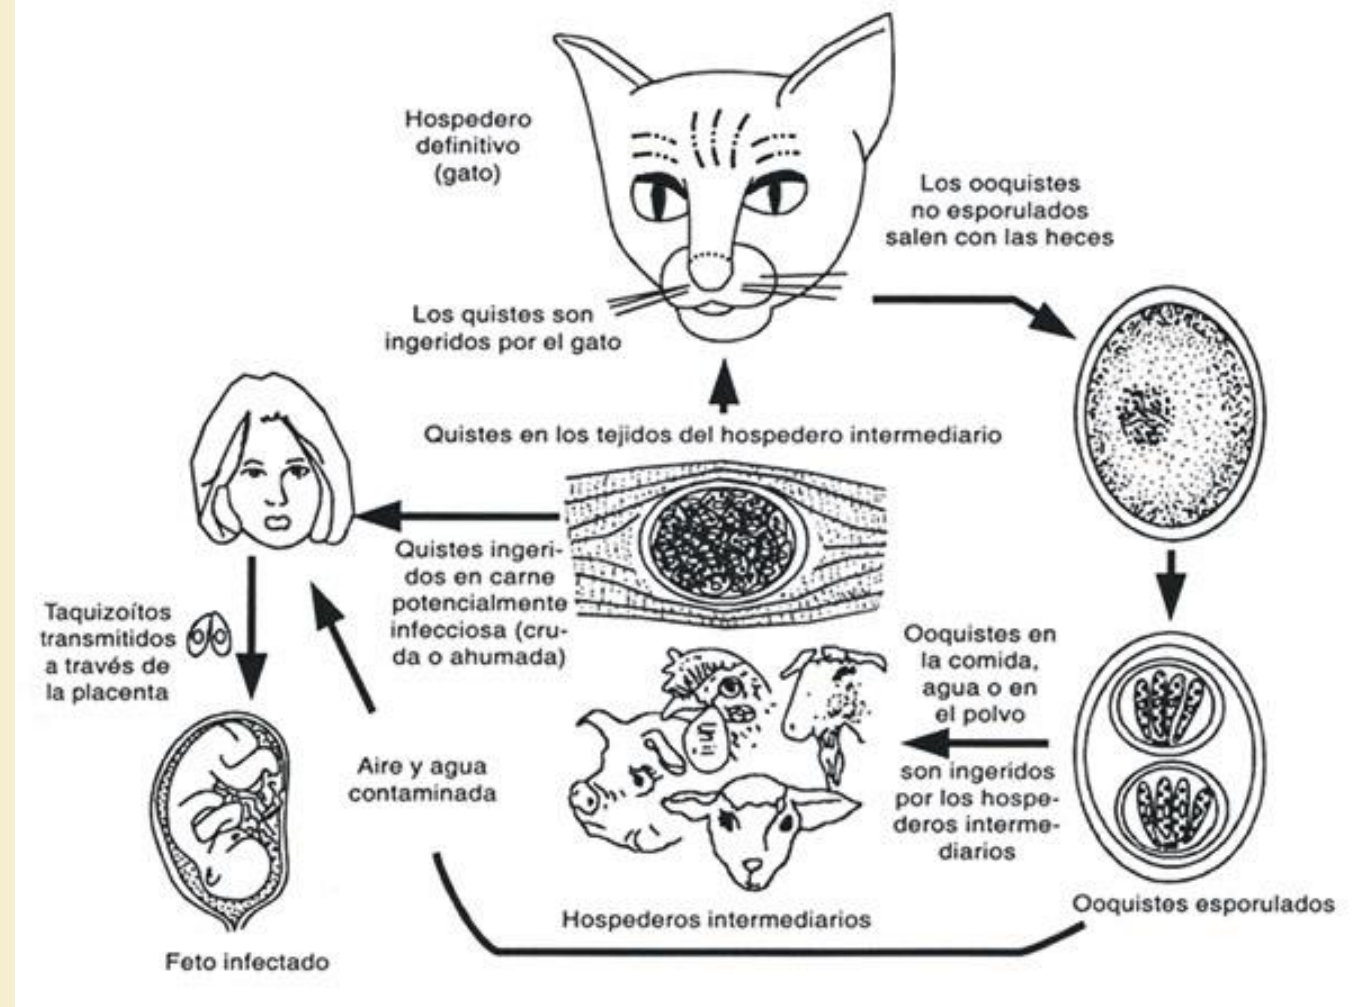 Hospedero
definitivo
(gato)
Los ooquistes
no esporulados
salen con las heces
Los quistes son
ingeridos por el gato
Quistes en los tejidos del hospedero intermediario
Quistes ingeri-
dos en carne
potencialmente
infecciosa (cru-
da o ahumada)
Taquizoítos
transmitidos
a través de
la placenta
Ooquistes en
la comida,
agua o en
el polvo
son ingeridos
por los hospe-
deros interme-
diarios
Aire y agua
contaminada
Hospederos intermediarios
Ooquistes esporulados
Feto infectado